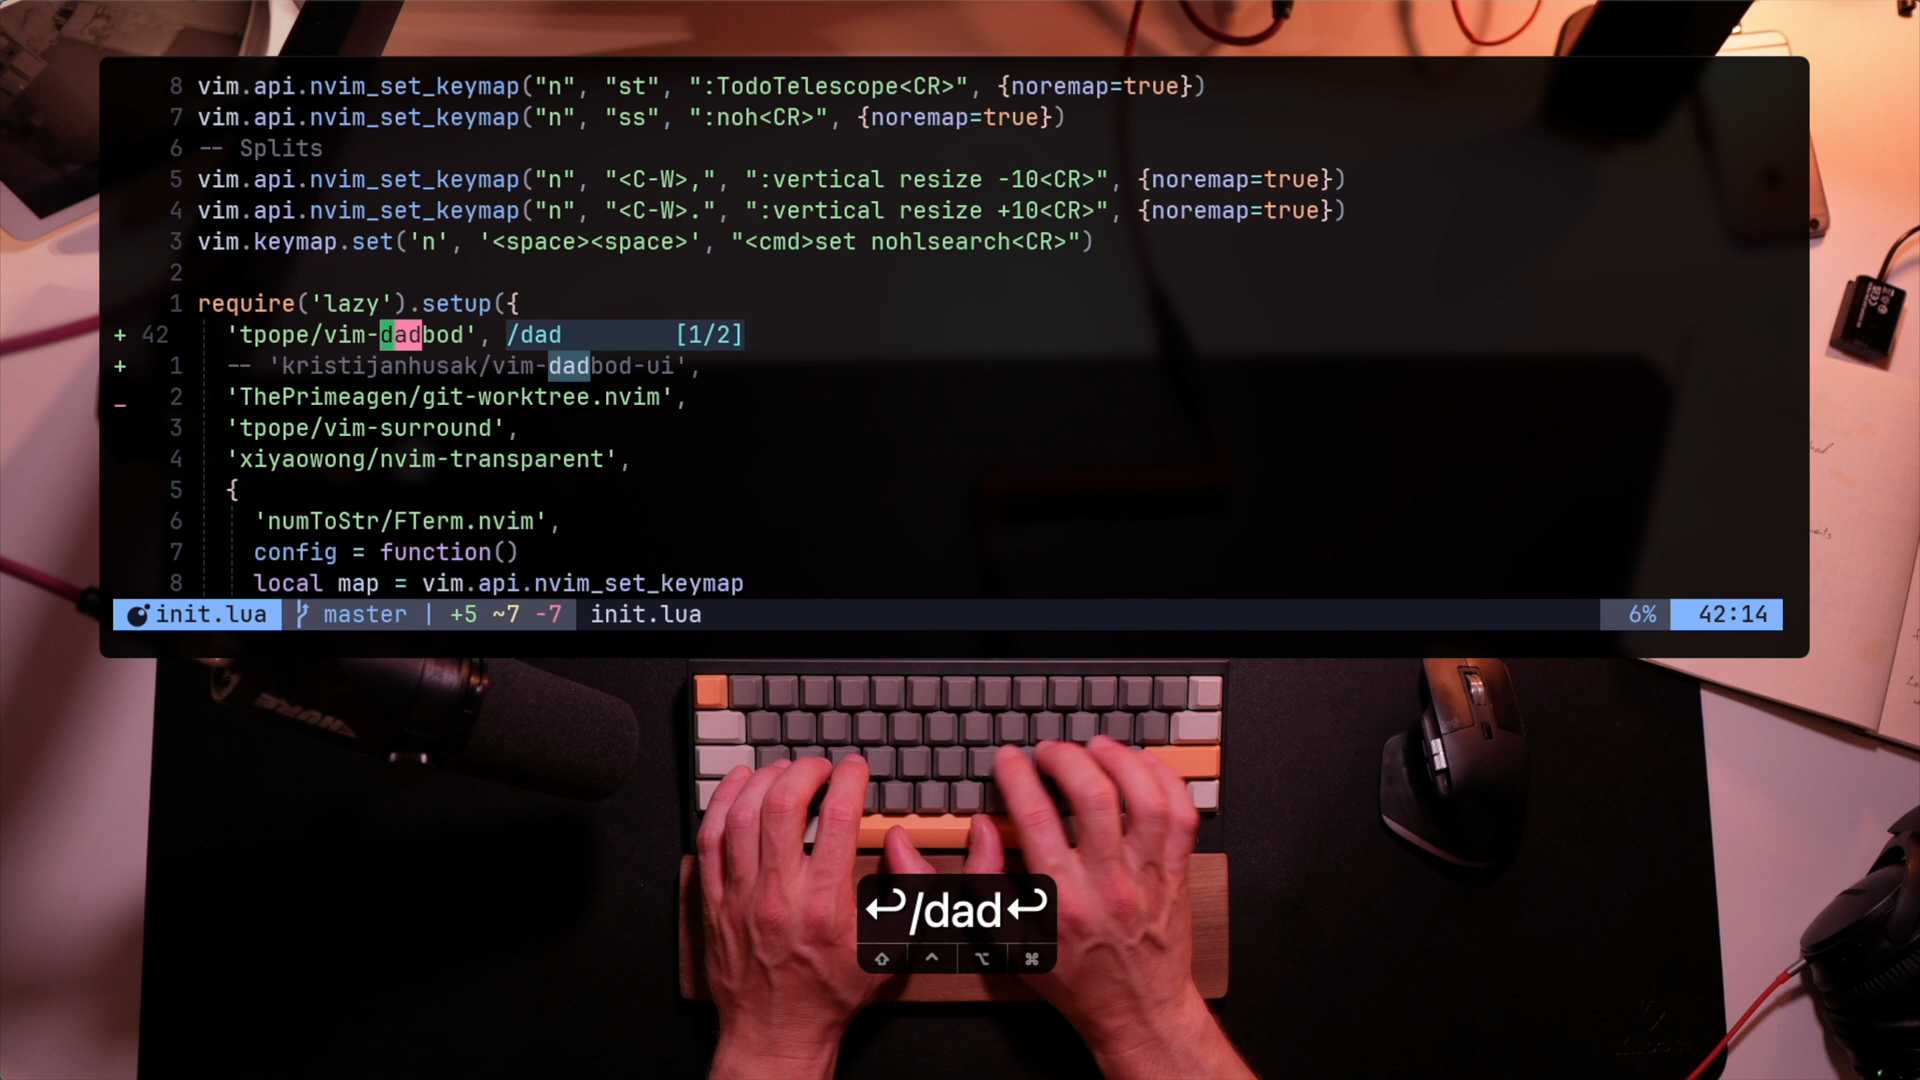 8 vim.api.nvim_set_keymap("n", "st", ":TodoTelescope<CR>", {noremap=true})
7 vim.api.nvim_set_keymap("n", "ss", ":noh<CR>", {noremap=true})
6 -- Splits
5 vim.api.nvim_set_keymap("n", "<C-W>,", ":vertical resize -10<CR>", {noremap=true})
4 vim.api.nvim_set_keymap("n", "<C-W>.", ":vertical resize +10<CR>", {noremap=true})
3 vim.keymap.set('n', '<space><space>', "<cmd>set nohlsearch<CR>")
2
1 require('lazy').setup({
+ 42 'tpope/vim-dadbod', /dad [1/2]
+ 1 -- 'kristijanhusak/vim-dadbod-ui',
_ 2 'ThePrimeagen/git-worktree.nvim',
3 'tpope/vim-surround',
4 'xiyaowong/nvim-transparent',
5 {
6 'numToStr/FTerm.nvim',
7 config = function()
8 local map = vim.api.nvim_set_keymap
init.lua master | +5 ~7 -7 init.lua 6% 42:14
SHURE
↩/dad↩
⇧ ⌃ ⌥ ⌘